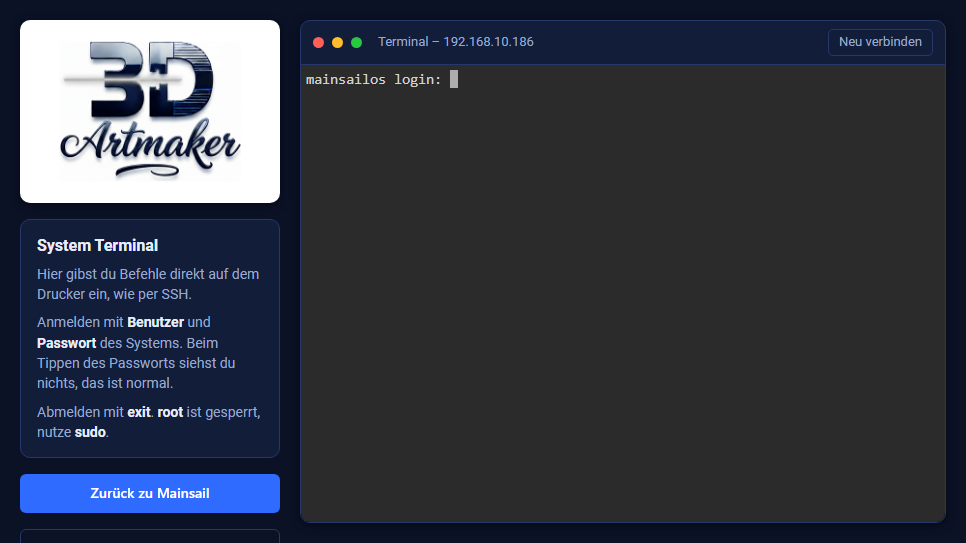 3D
Artmaker
System Terminal
Hier gibst du Befehle direkt auf dem
Drucker ein, wie per SSH.
Anmelden mit Benutzer und
Passwort des Systems. Beim
Tippen des Passworts siehst du
nichts, das ist normal.
Abmelden mit exit. root ist gesperrt,
nutze sudo.
Zurück zu Mainsail
Terminal – 192.168.10.186
Neu verbinden
mainsailos login: